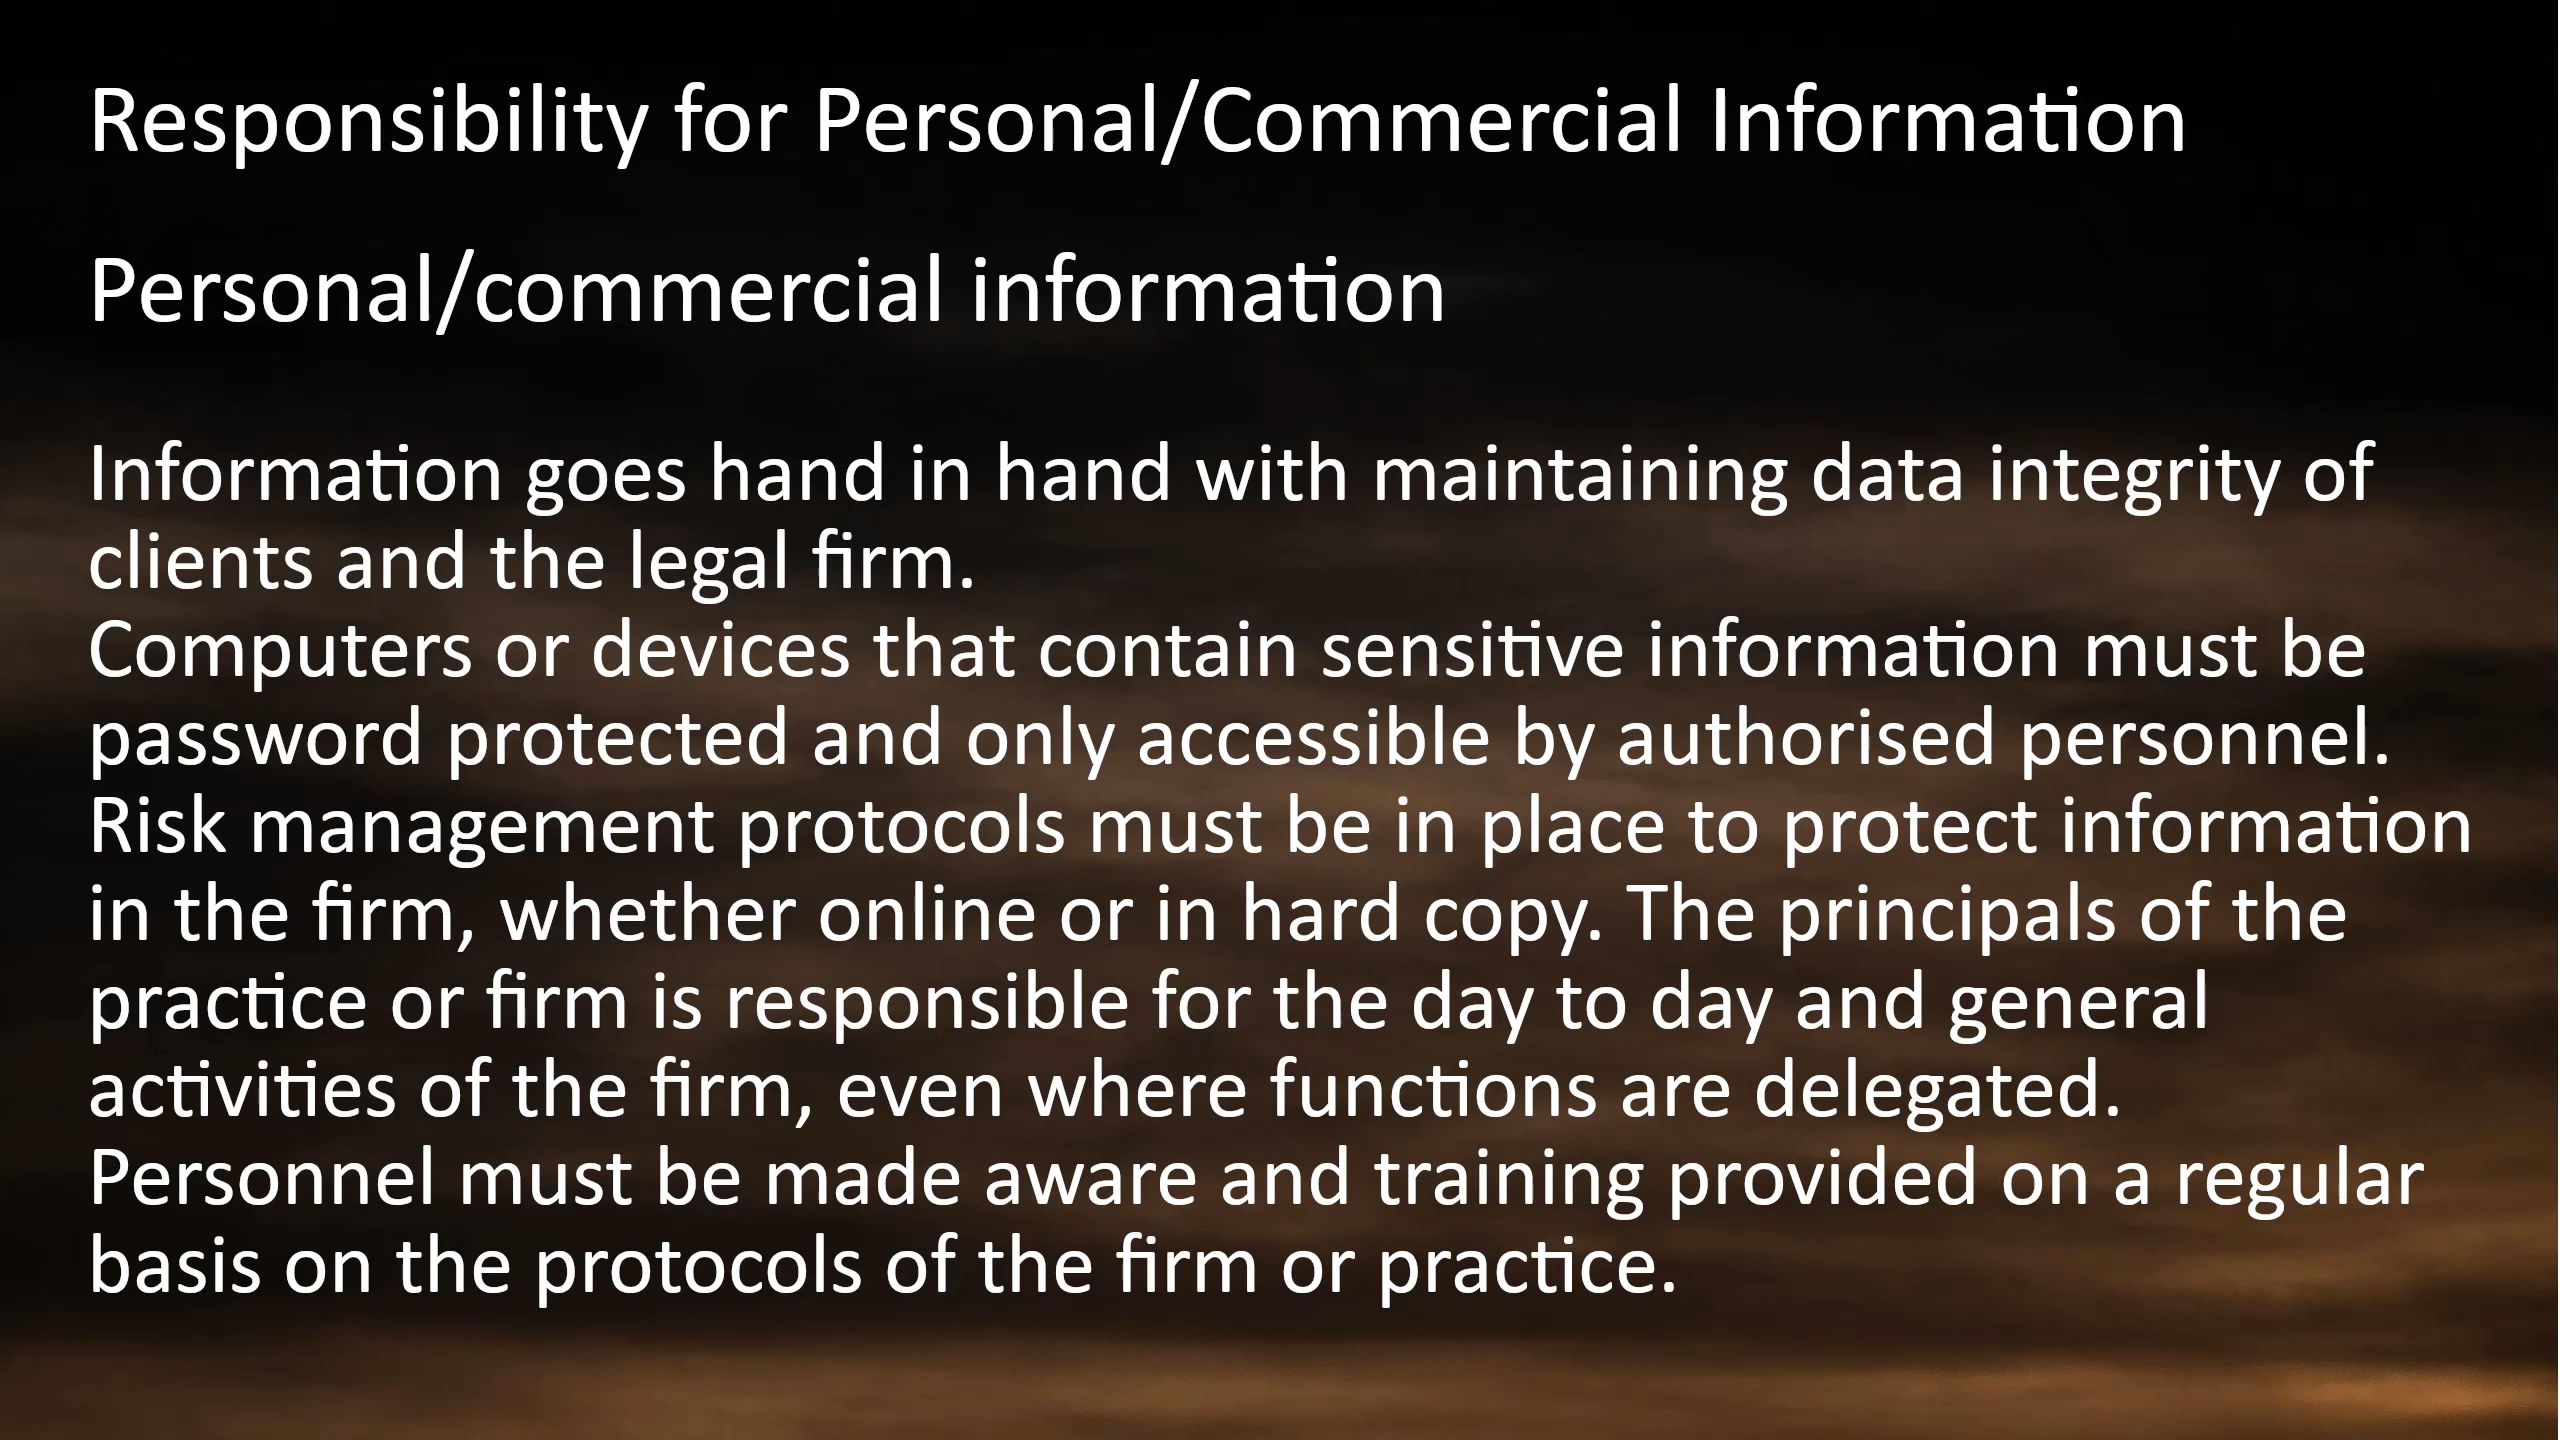 Responsibility for Personal/Commercial Information
Personal/commercial information
Information goes hand in hand with maintaining data integrity of
clients and the legal firm.
Computers or devices that contain sensitive information must be
password protected and only accessible by authorised personnel.
Risk management protocols must be in place to protect information
in the firm, whether online or in hard copy. The principals of the
practice or firm is responsible for the day to day and general
activities of the firm, even where functions are delegated.
Personnel must be made aware and training provided on a regular
basis on the protocols of the firm or practice.